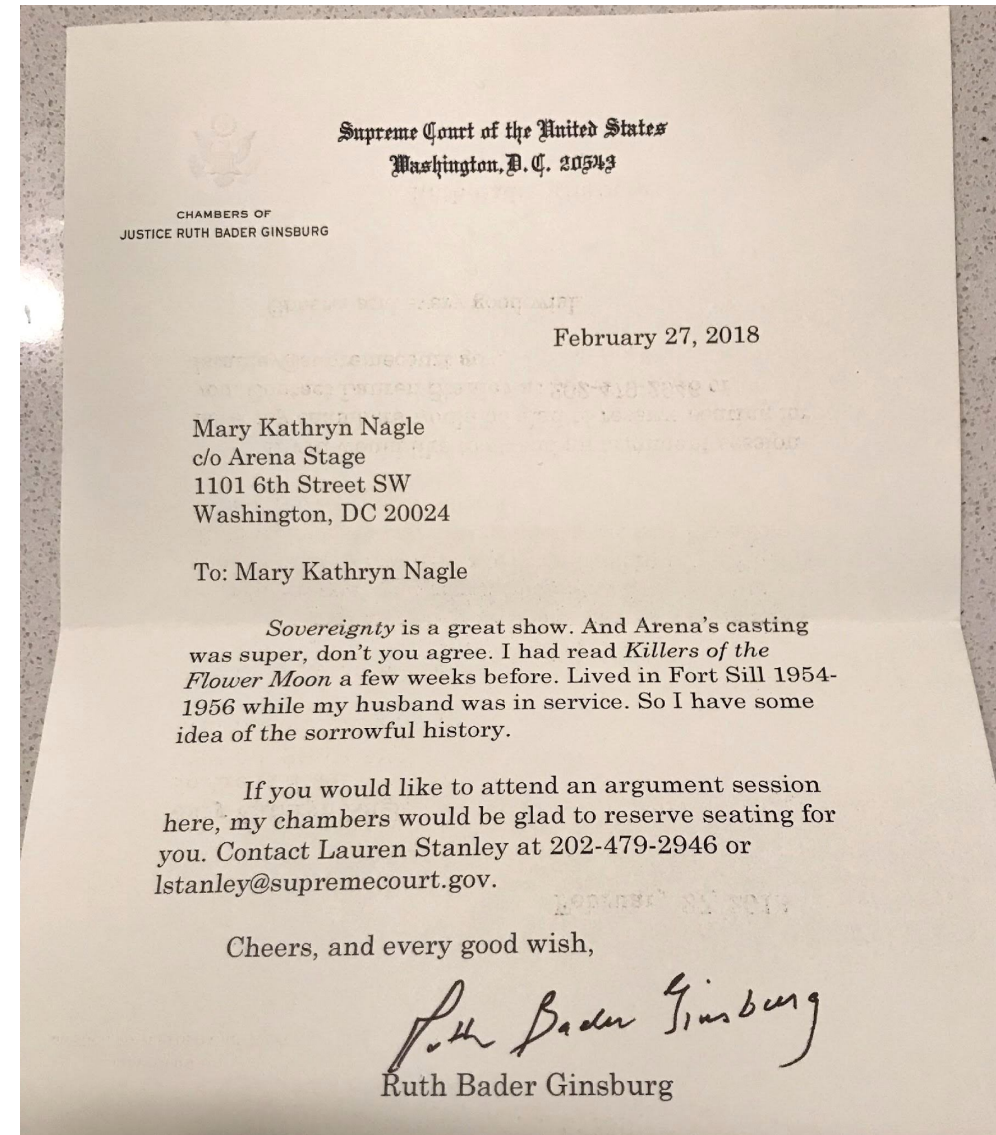 Supreme Court of the United States
Washington, D.C. 20543
CHAMBERS OF
JUSTICE RUTH BADER GINSBURG
February 27, 2018
Mary Kathryn Nagle
c/o Arena Stage
1101 6th Street SW
Washington, DC 20024
To: Mary Kathryn Nagle
Sovereignty is a great show. And Arena's casting
was super, don't you agree. I had read Killers of the
Flower Moon a few weeks before. Lived in Fort Sill 1954-
1956 while my husband was in service. So I have some
idea of the sorrowful history.
If you would like to attend an argument session
here, my chambers would be glad to reserve seating for
you. Contact Lauren Stanley at 202-479-2946 or
lstanley@supremecourt.gov.
Cheers, and every good wish,
Ruth Bader Ginsburg
Ruth Bader Ginsburg